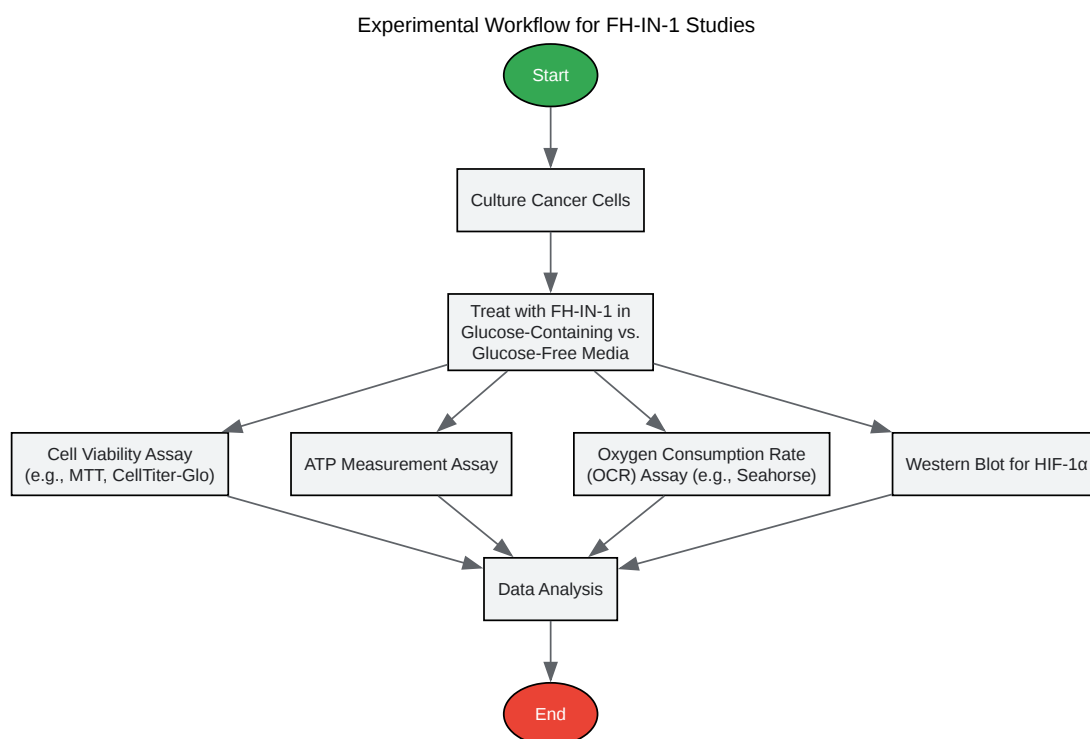 Experimental Workflow for FH-IN-1 Studies
Start
Culture Cancer Cells
Treat with FH-IN-1 in
Glucose-Containing vs.
Glucose-Free Media
Cell Viability Assay
(e.g., MTT, CellTiter-Glo)
ATP Measurement Assay
Oxygen Consumption Rate
(OCR) Assay (e.g., Seahorse)
Western Blot for HIF-1α
Data Analysis
End